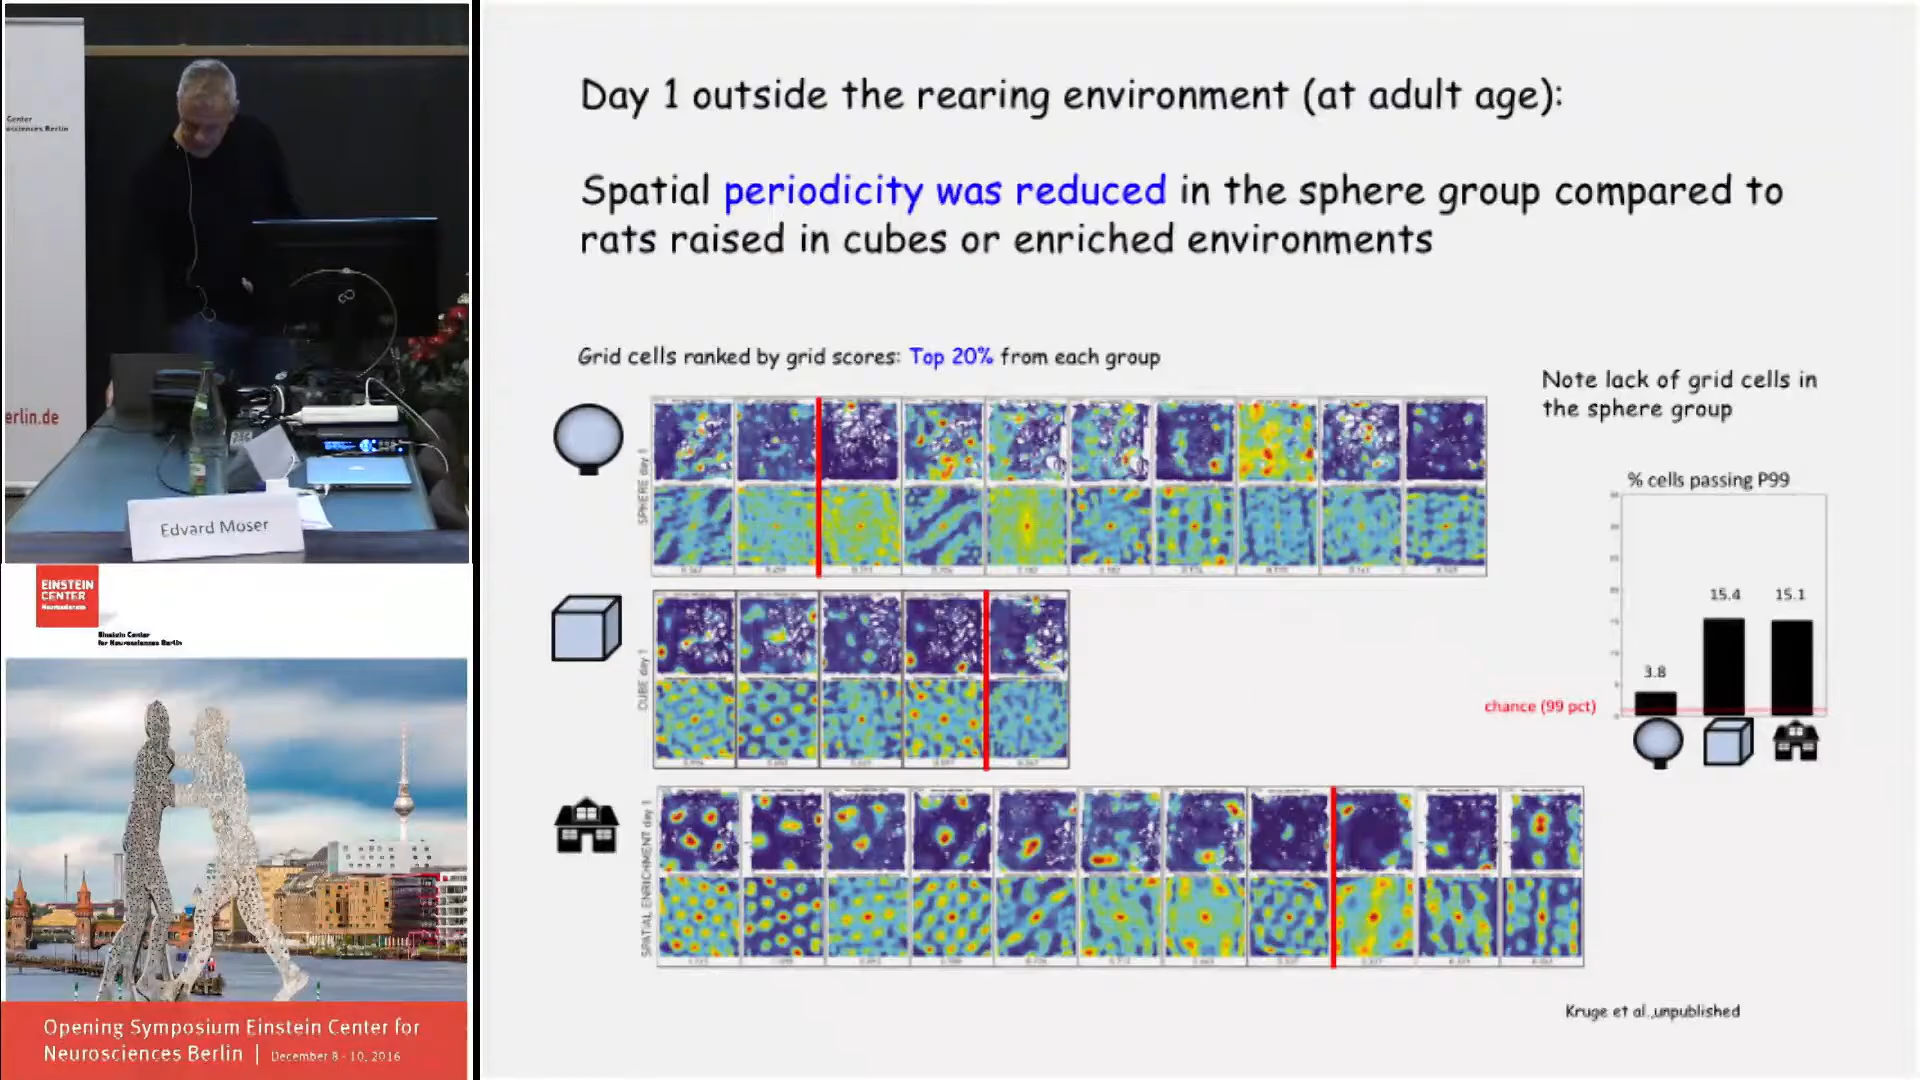 Center
osciences Berlin
erlin.de
Edvard Moser
EINSTEIN
CENTER
Neurosciences
Einstein Center
for Neurosciences Berlin
Opening Symposium Einstein Center for
Neurosciences Berlin | December 8 - 10, 2016
Day 1 outside the rearing environment (at adult age):
Spatial periodicity was reduced in the sphere group compared to
rats raised in cubes or enriched environments
Grid cells ranked by grid scores: Top 20% from each group
SPHERE day 1
CUBE day 1
SPATIAL ENRICHMENT day 1
Note lack of grid cells in
the sphere group
% cells passing P99
15.4
15.1
3.8
chance (99 pct)
Kruge et al.,unpublished